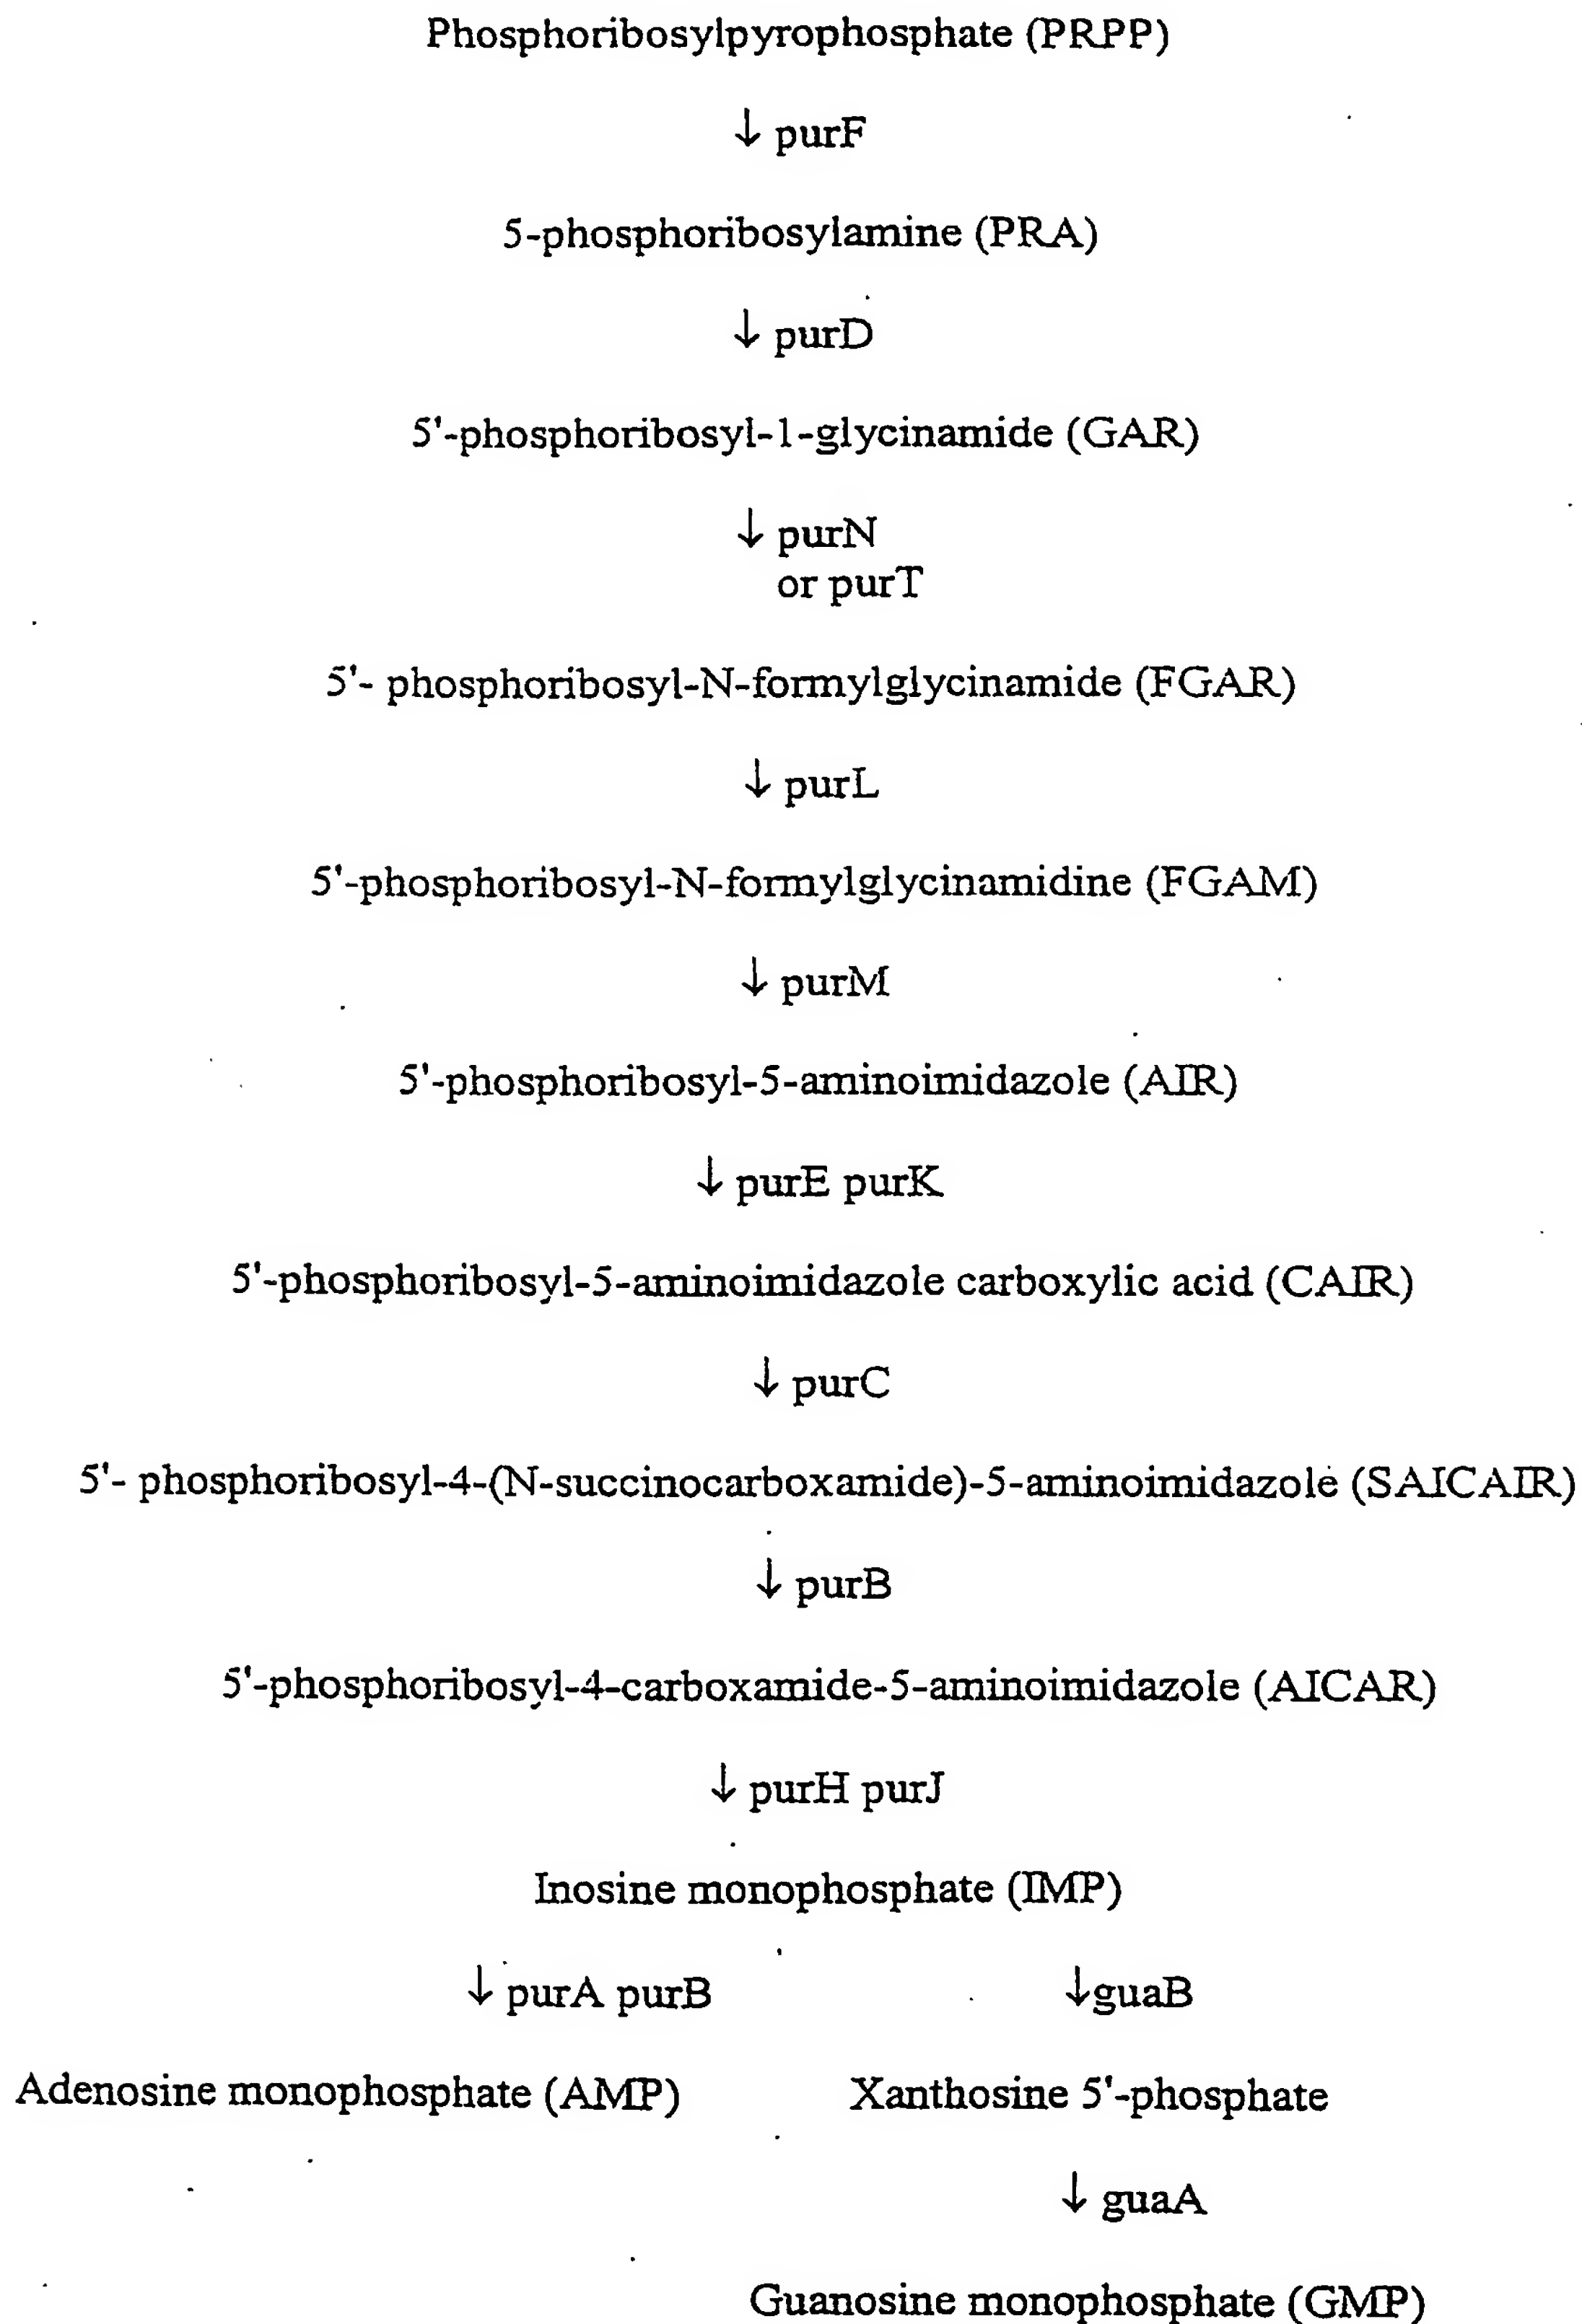 Phosphoribosylpyrophosphate (PRPP)
↓ purF
5-phosphoribosylamine (PRA)
↓ purD
5'-phosphoribosyl-1-glycinamide (GAR)
↓ purN
or purT
5'- phosphoribosyl-N-formylglycinamide (FGAR)
↓ purL
5'-phosphoribosyl-N-formylglycinamidine (FGAM)
↓ purM
5'-phosphoribosyl-5-aminoimidazole (AIR)
↓ purE purK
5'-phosphoribosyl-5-aminoimidazole carboxylic acid (CAIR)
↓ purC
5'- phosphoribosyl-4-(N-succinocarboxamide)-5-aminoimidazole (SAICAIR)
↓ purB
5'-phosphoribosyl-4-carboxamide-5-aminoimidazole (AICAR)
↓ purH purJ
Inosine monophosphate (IMP)
↓ purA purB ↓guaB
Adenosine monophosphate (AMP) Xanthosine 5'-phosphate
↓ guaA
Guanosine monophosphate (GMP)